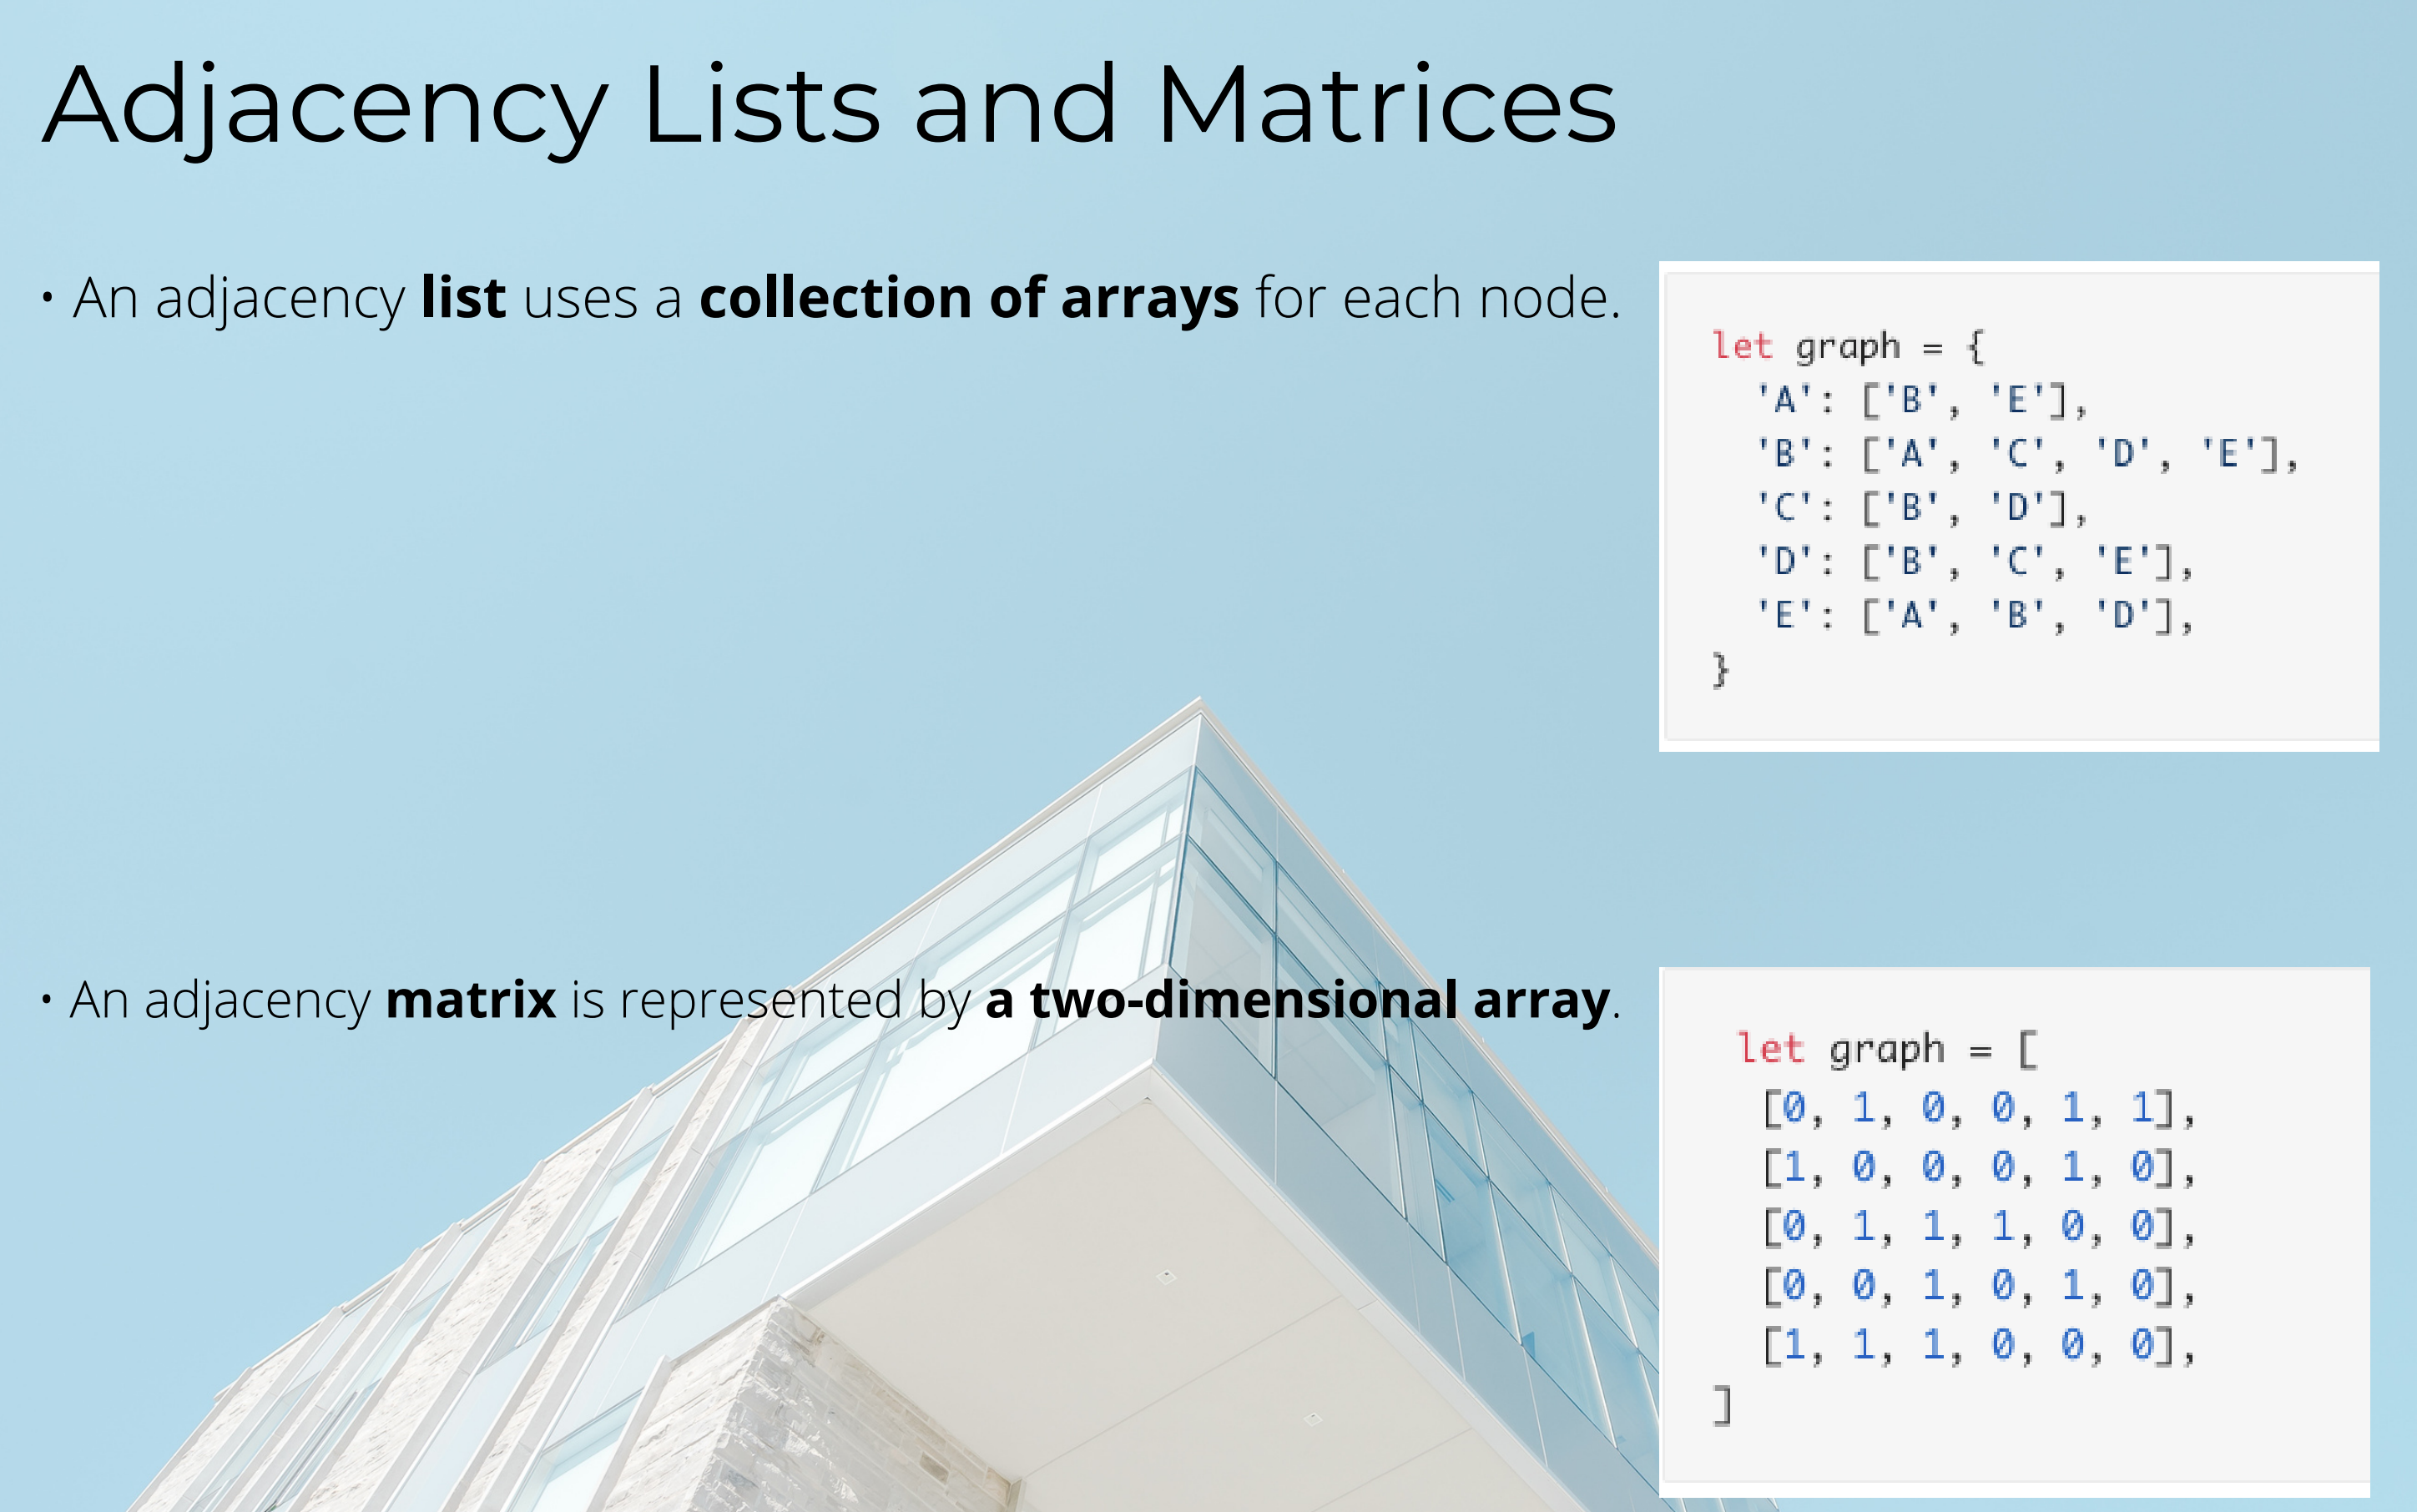 Adjacency Lists and Matrices
• An adjacency list uses a collection of arrays for each node.
let graph = {
'A': ['B', 'E'],
'B': ['A', 'C', 'D', 'E'],
'C': ['B', 'D'],
'D': ['B', 'C', 'E'],
'E': ['A', 'B', 'D'],
}
• An adjacency matrix is represented by a two-dimensional array.
let graph = [
[0, 1, 0, 0, 1, 1],
[1, 0, 0, 0, 1, 0],
[0, 1, 1, 1, 0, 0],
[0, 0, 1, 0, 1, 0],
[1, 1, 1, 0, 0, 0],
]